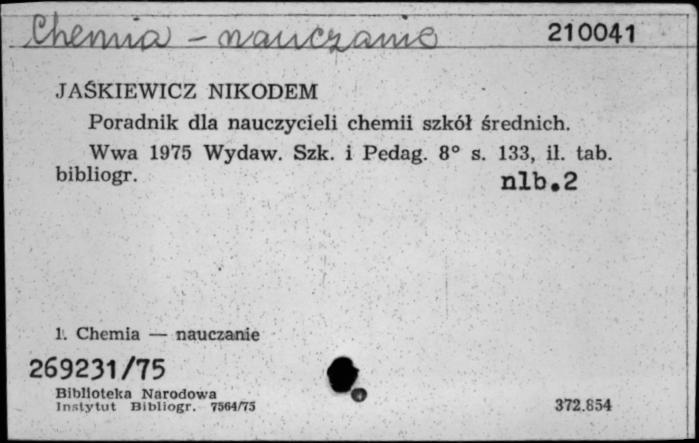 Chemia - nauczanie 210041
JAŚKIEWICZ NIKODEM
Poradnik dla nauczycieli chemii szkół średnich.
Wwa 1975 Wydaw. Szk. i Pedag. 8° s. 133, il. tab.
bibliogr. nlb.2
1. Chemia — nauczanie
269231/75
Biblioteka Narodowa
Instytut Bibliogr. 7564/75 372.854